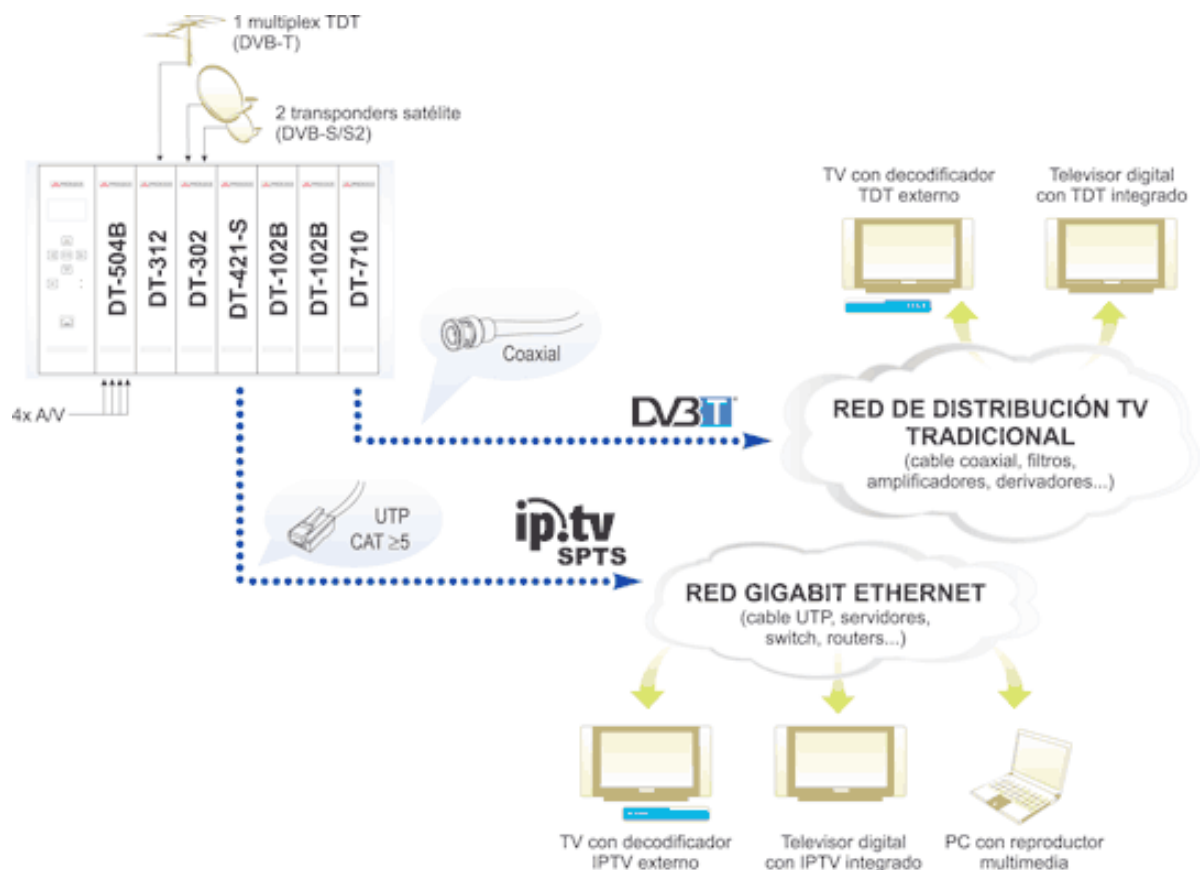 1 multiplex TDT
(DVB-T)
2 transponders satélite
(DVB-S/S2)
DT-504B
DT-312
DT-302
DT-421-S
DT-102B
DT-102B
DT-710
4x A/V
Coaxial
DVB T
TV con decodificador
TDT externo
Televisor digital
con TDT integrado
RED DE DISTRIBUCIÓN TV
TRADICIONAL
(cable coaxial, filtros,
amplificadores, derivadores...)
UTP
CAT ≥5
ip.tv
SPTS
RED GIGABIT ETHERNET
(cable UTP, servidores,
switch, routers...)
TV con decodificador
IPTV externo
Televisor digital
con IPTV integrado
PC con reproductor
multimedia